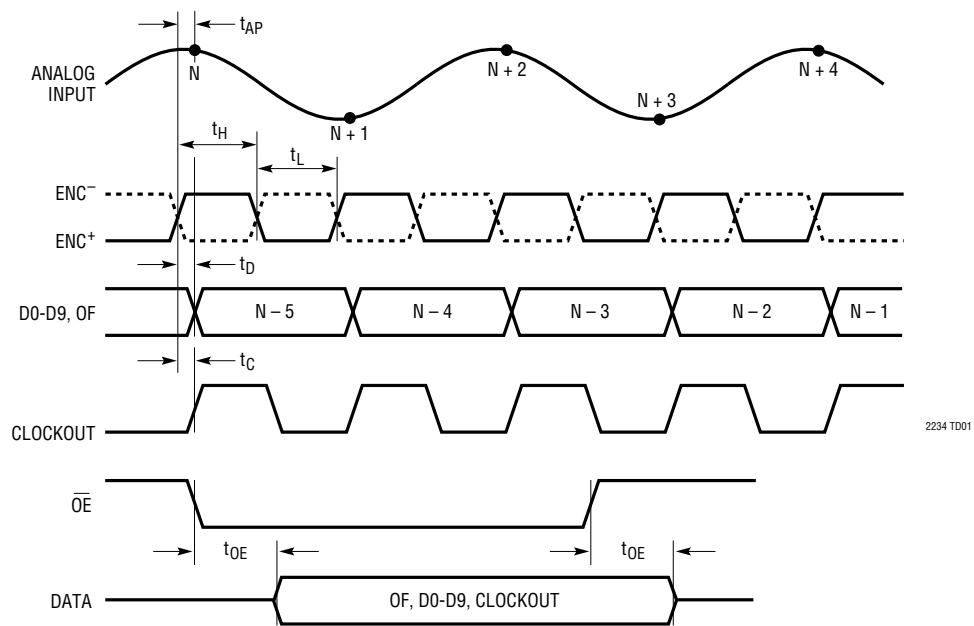 tAP
ANALOG
INPUT
N
N + 1
N + 2
N + 3
N + 4
tH
tL
ENC–
ENC+
tD
D0-D9, OF
N – 5
N – 4
N – 3
N – 2
N – 1
tC
CLOCKOUT
2234 TD01
O̅E̅
tOE
tOE
DATA
OF, D0-D9, CLOCKOUT